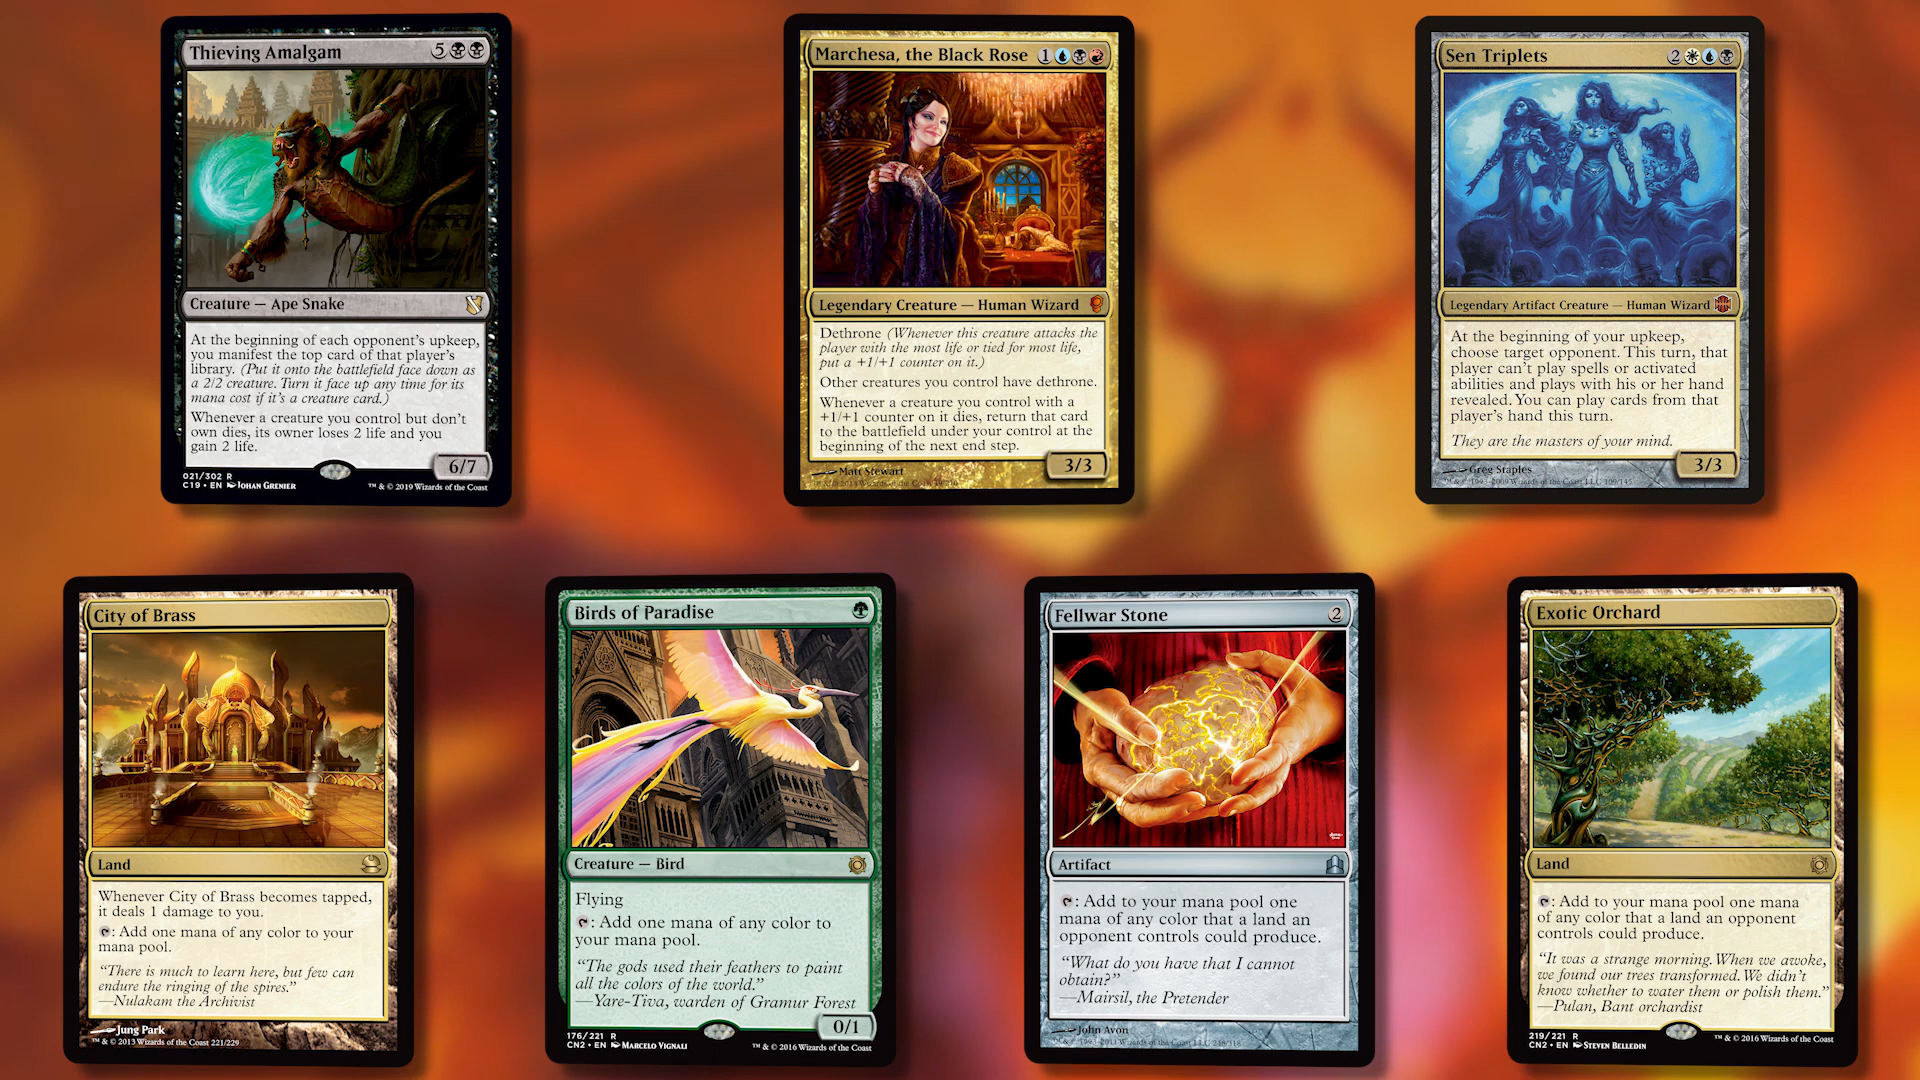 Thieving Amalgam 5
Creature — Ape Snake
At the beginning of each opponent's upkeep,
you manifest the top card of that player's
library. (Put it onto the battlefield face down as
a 2/2 creature. Turn it face up any time for its
mana cost if it's a creature card.)
Whenever a creature you control but don't
own dies, its owner loses 2 life and you
gain 2 life.
6/7
021/302 R
C19 • EN Johan Grenier
™ & © 2019 Wizards of the Coast
Marchesa, the Black Rose 1
Legendary Creature — Human Wizard
Dethrone (Whenever this creature attacks the
player with the most life or tied for most life,
put a +1/+1 counter on it.)
Other creatures you control have dethrone.
Whenever a creature you control with a
+1/+1 counter on it dies, return that card
to the battlefield under your control at the
beginning of the next end step.
3/3
Matt Stewart
Sen Triplets 2
Legendary Artifact Creature — Human Wizard
At the beginning of your upkeep,
choose target opponent. This turn, that
player can't play spells or activated
abilities and plays with his or her hand
revealed. You can play cards from that
player's hand this turn.
They are the masters of your mind.
3/3
Greg Staples
™ & © 1993–2009 Wizards of the Coast LLC 109/145
City of Brass
Land
Whenever City of Brass becomes tapped,
it deals 1 damage to you.
: Add one mana of any color to your
mana pool.
“There is much to learn here, but few can
endure the ringing of the spires.”
—Nulakam the Archivist
Jung Park
™ & © 2013 Wizards of the Coast 221/229
Birds of Paradise
Creature — Bird
Flying
: Add one mana of any color to
your mana pool.
“The gods used their feathers to paint
all the colors of the world.”
—Yare-Tiva, warden of Gramur Forest
0/1
176/221 R
CN2 • EN Marcelo Vignali
™ & © 2016 Wizards of the Coast
Fellwar Stone 2
Artifact
: Add to your mana pool one
mana of any color that a land an
opponent controls could produce.
“What do you have that I cannot
obtain?”
—Mairsil, the Pretender
John Avon
Exotic Orchard
Land
: Add to your mana pool one mana
of any color that a land an opponent
controls could produce.
“It was a strange morning. When we awoke,
we found our trees transformed. We didn't
know whether to water them or polish them.”
—Pulan, Bant orchardist
219/221 R
CN2 • EN Steven Belledin
™ & © 2016 Wizards of the Coast